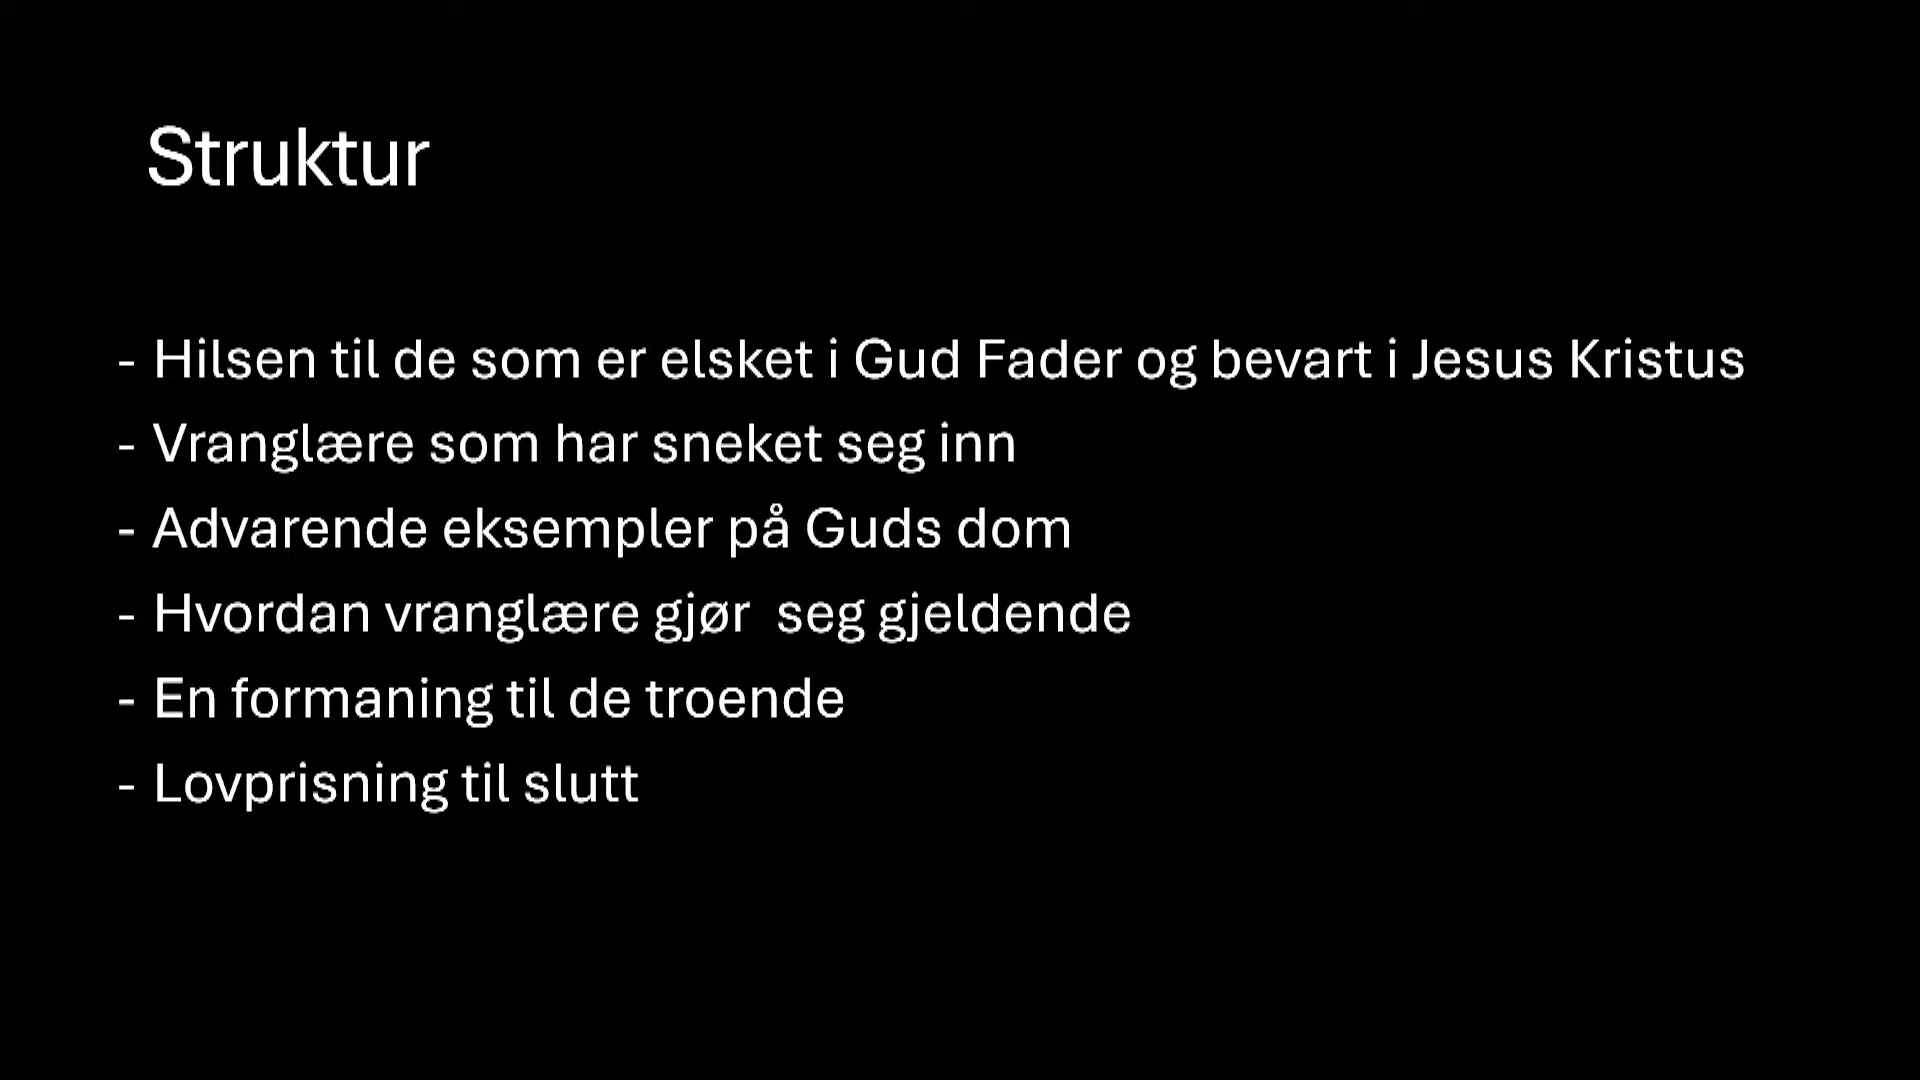 Struktur
- Hilsen til de som er elsket i Gud Fader og bevart i Jesus Kristus
- Vranglære som har sneket seg inn
- Advarende eksempler på Guds dom
- Hvordan vranglære gjør  seg gjeldende
- En formaning til de troende
- Lovprisning til slutt